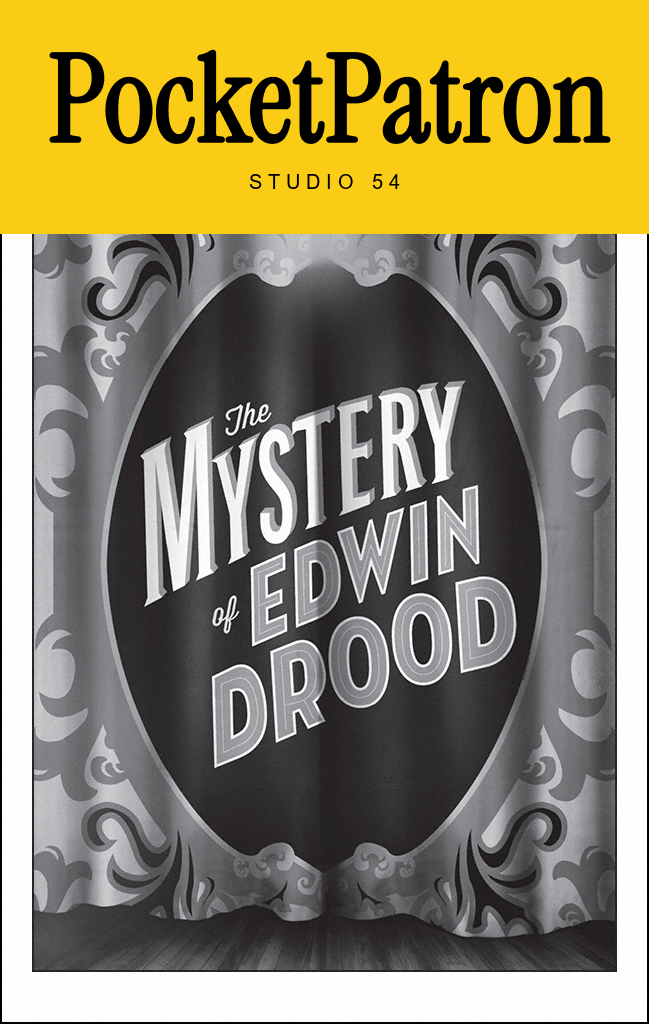 PocketPatron
STUDIO 54
The
MYSTERY
of EDWIN
DROOD